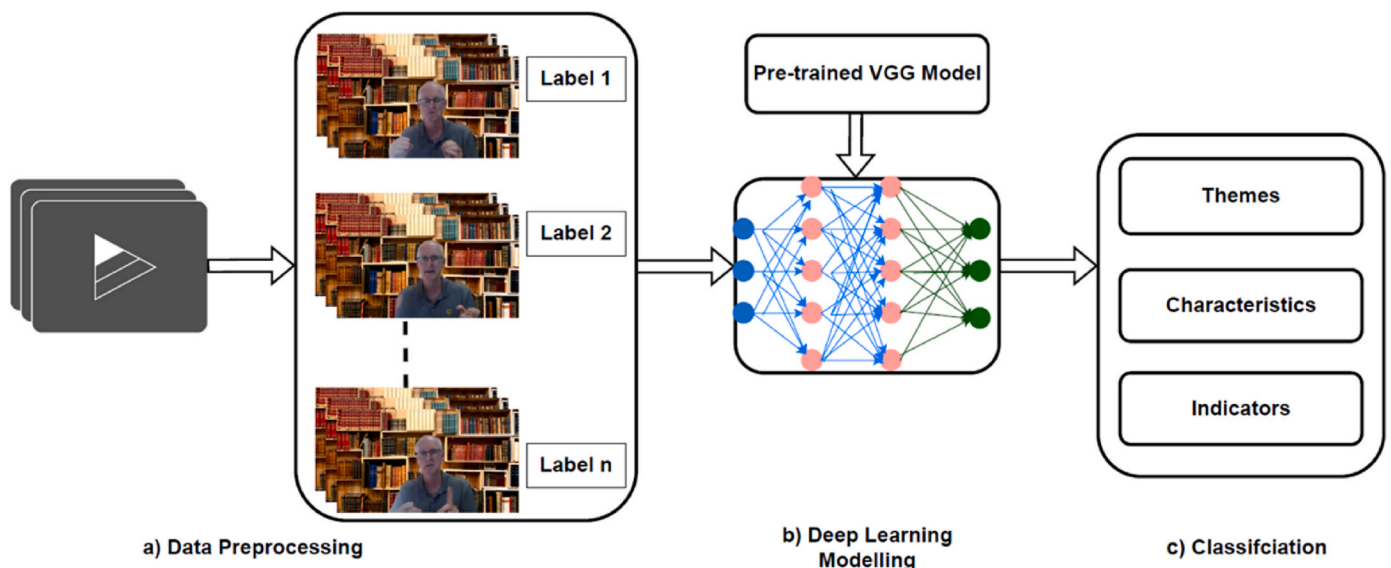 Label 1
Label 2
Label n
a) Data Preprocessing
Pre-trained VGG Model
b) Deep Learning
Modelling
Themes
Characteristics
Indicators
c) Classifciation